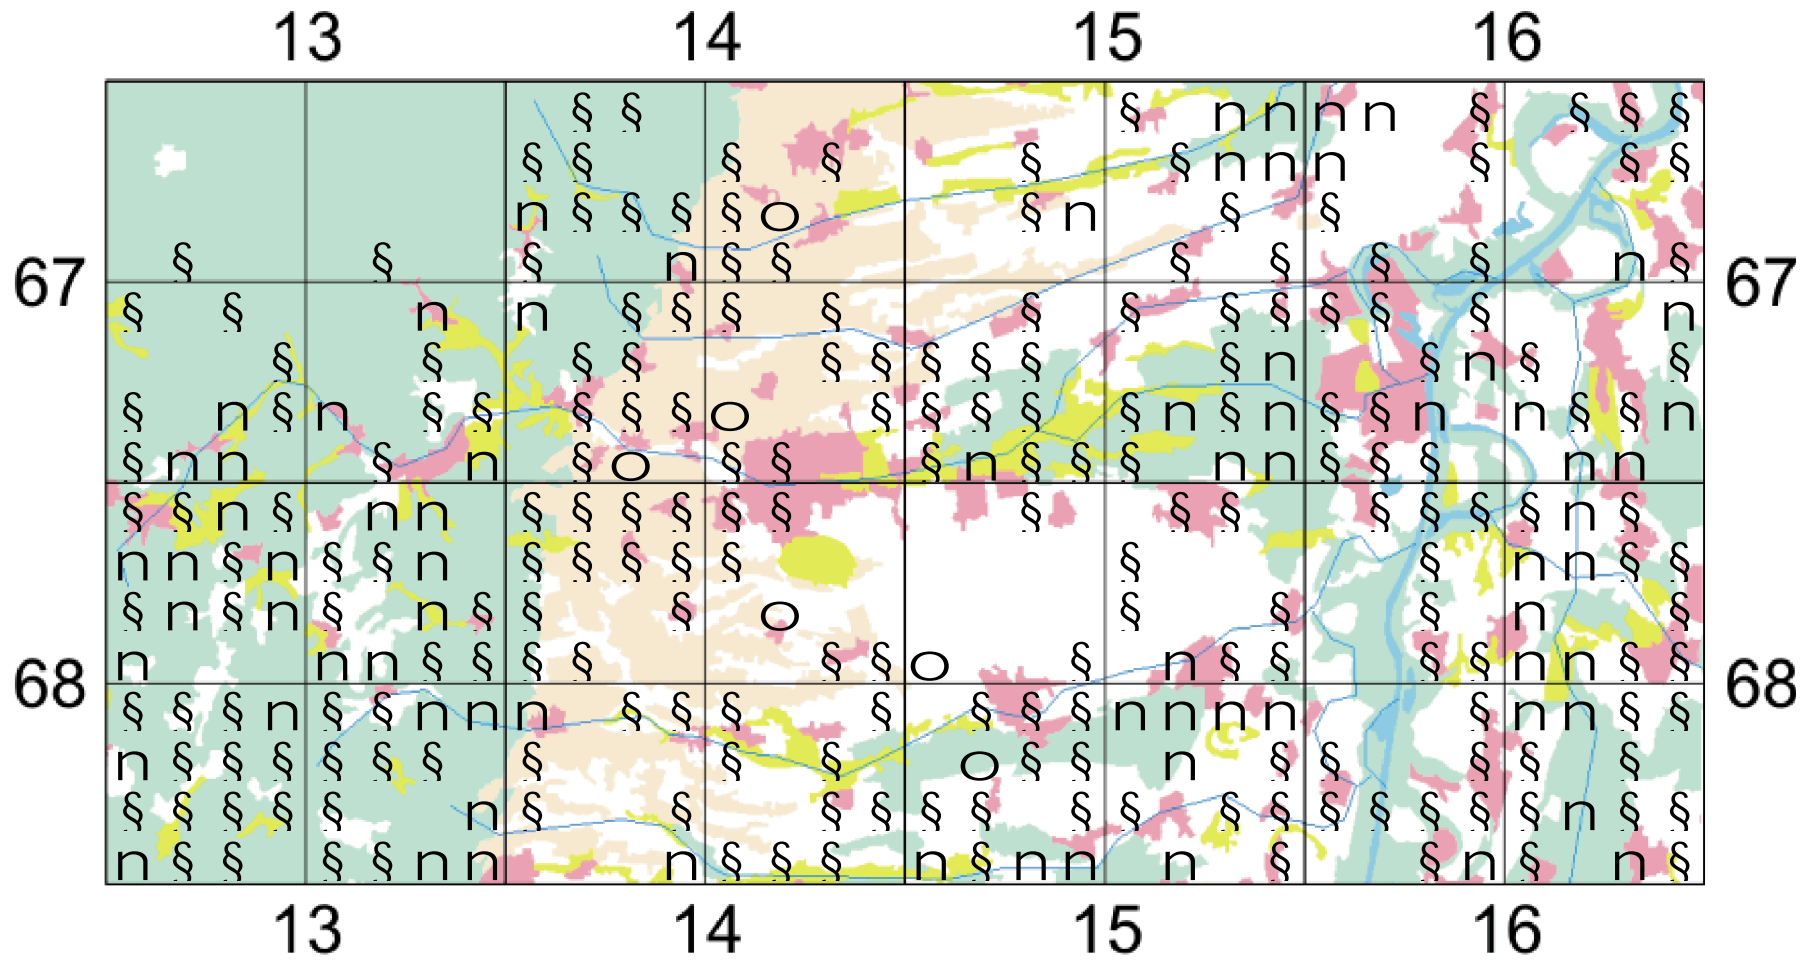 13 14 15 16
§ § § n n n n § § § §
§ § § § § § n n n § § §
n § § § § o § n § §
§ § § n § § § § § § n §
67 67
§ § n n § § § § § § § § § § § n
§ § § § § § § § § § n § n § §
§ n § n § § § § § o § § § § n § n § § n n § § n
§ n n § n § o § § § n § § § n n § § § n n
§ § n § n n § § § § § § § § § § § § § § n §
n n § n § § n § § § § § § § n n § §
§ n § n § n § § § o § § § n §
n n n § § § § § § o § n § § § § n n § §
68 68
§ § § n § § n n n § § § § § § § n n n n § n n § §
n § § § § § § § § § o § § n § § § § §
§ § § § § n § § § § § § § § § § § § § § § n § §
n § § § § n n n § § § n § n n n § § n § n §
13 14 15 16